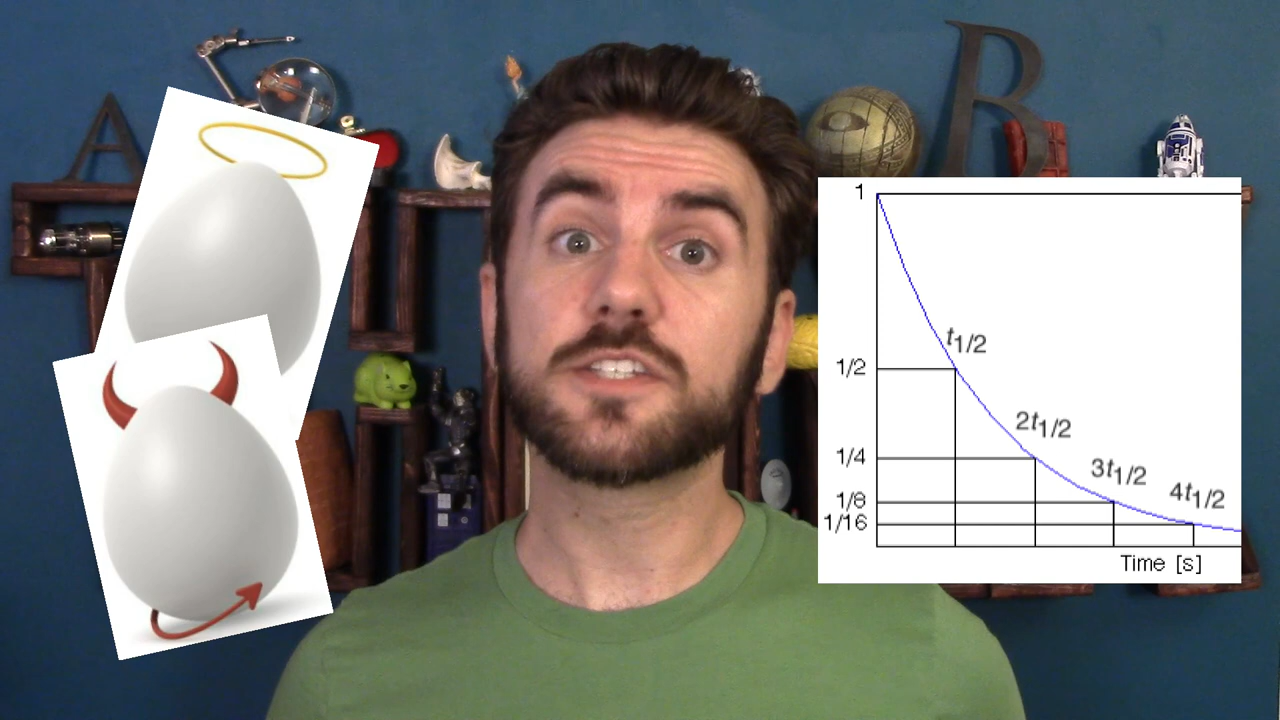 A
R
1
t1/2
1/2
2t1/2
1/4
3t1/2
1/8
4t1/2
1/16
Time [s]